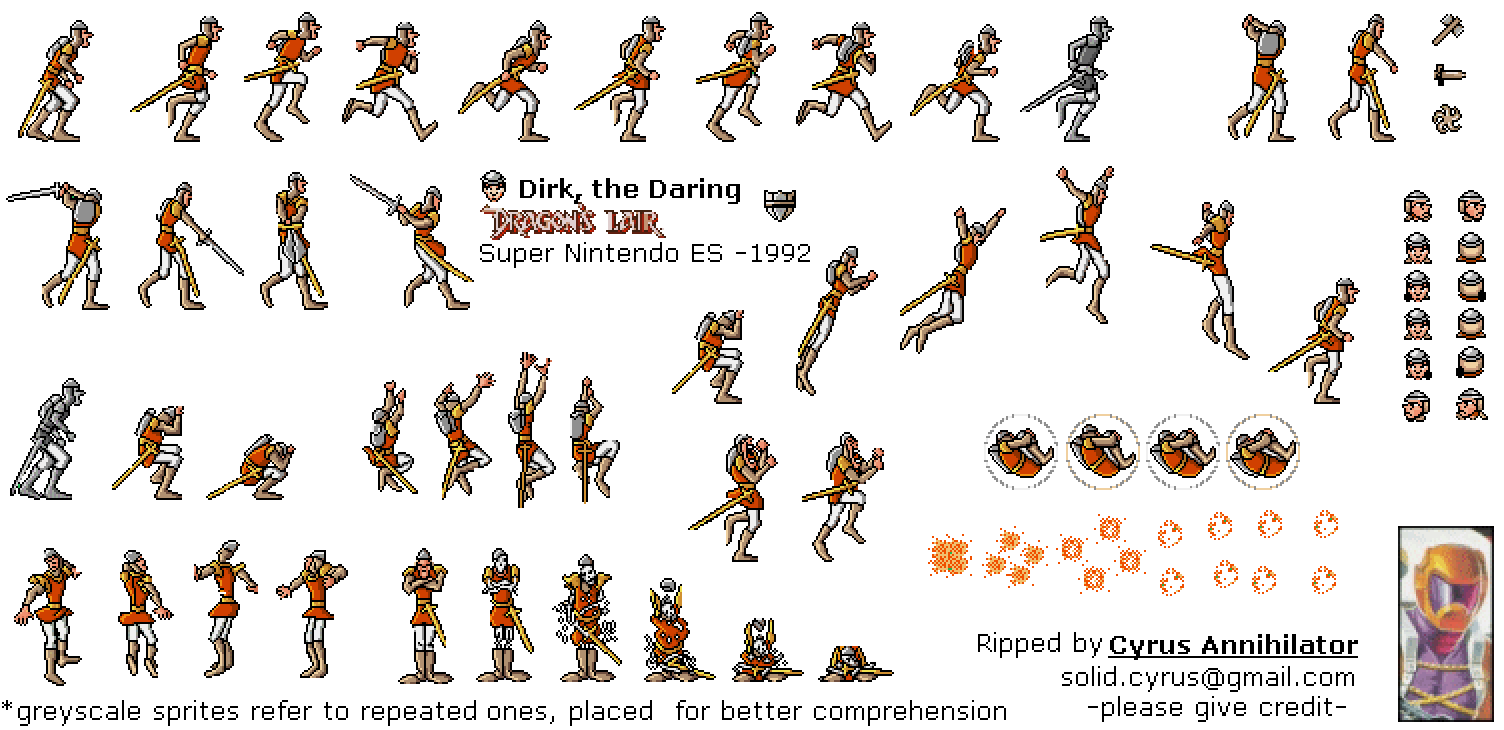 Dirk, the Daring
DRAGON'S LAIR
Super Nintendo ES -1992
Ripped by Cyrus Annihilator
solid.cyrus@gmail.com
-please give credit-
*greyscale sprites refer to repeated ones, placed  for better comprehension